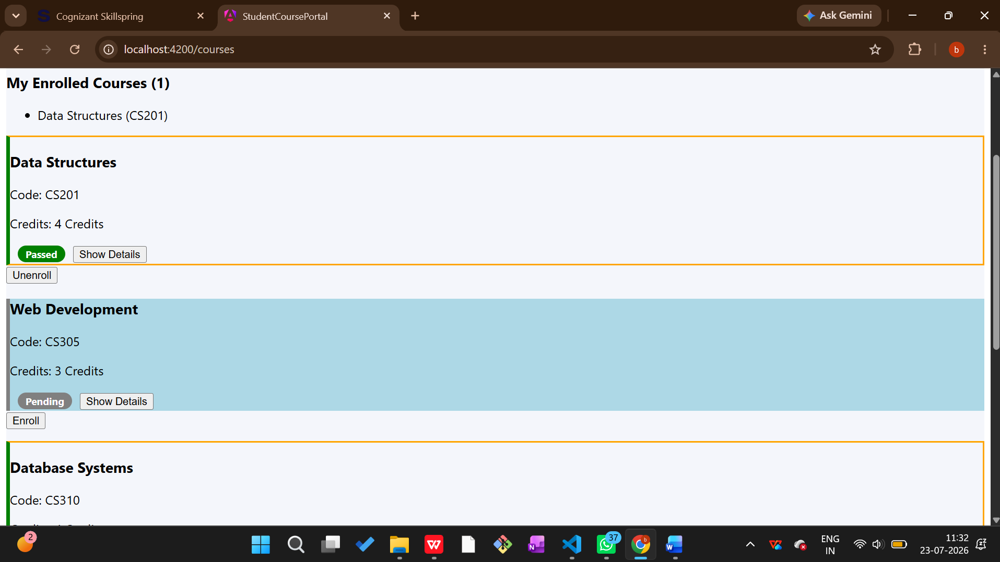 Cognizant Skillspring
StudentCoursePortal
Ask Gemini
localhost:4200/courses
b
My Enrolled Courses (1)
Data Structures (CS201)
Data Structures
Code: CS201
Credits: 4 Credits
Passed
Show Details
Unenroll
Web Development
Code: CS305
Credits: 3 Credits
Pending
Show Details
Enroll
Database Systems
Code: CS310
2
37
ENG
IN
11:32
23-07-2026